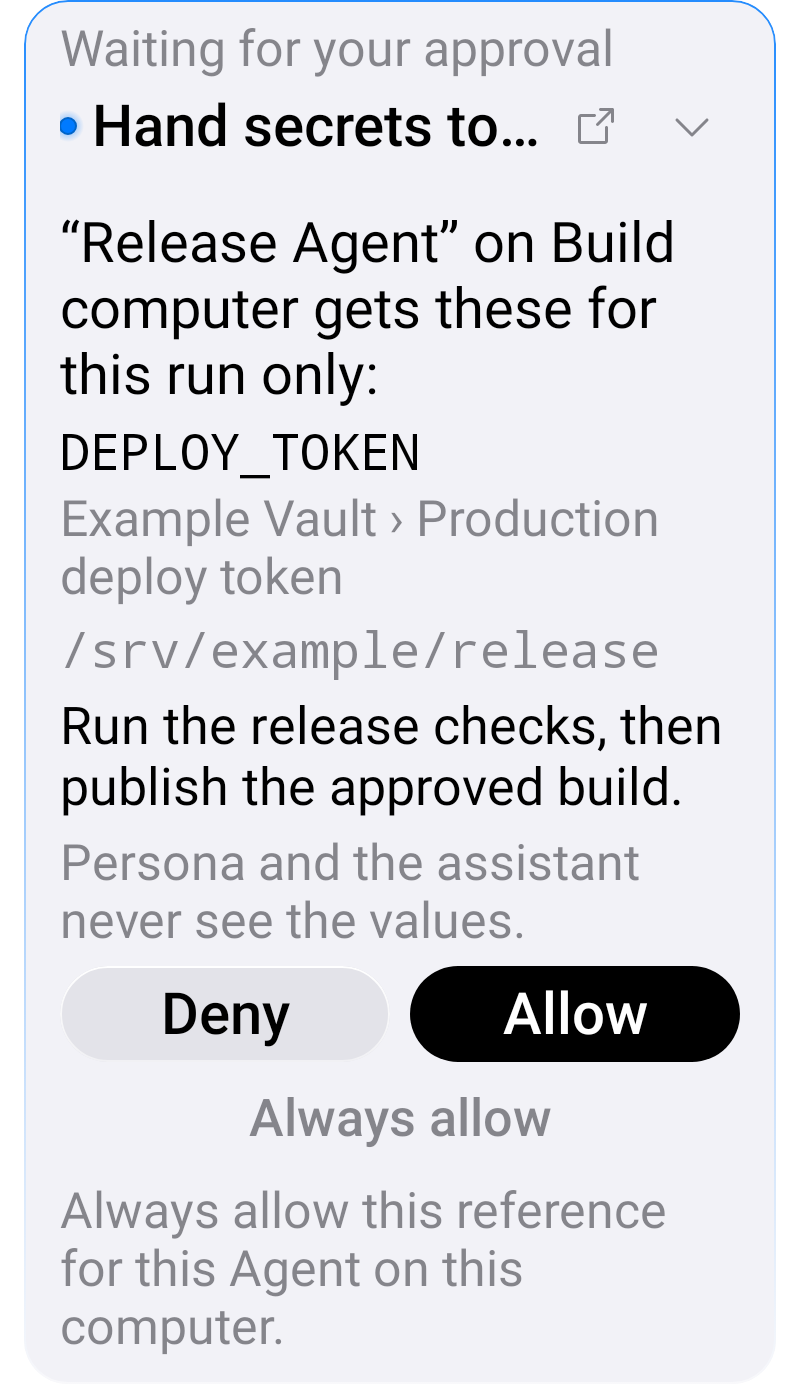 Waiting for your approval
Hand secrets to…
“Release Agent” on Build
computer gets these for
this run only:
DEPLOY_TOKEN
Example Vault › Production
deploy token
/srv/example/release
Run the release checks, then
publish the approved build.
Persona and the assistant
never see the values.
Deny
Allow
Always allow
Always allow this reference
for this Agent on this
computer.